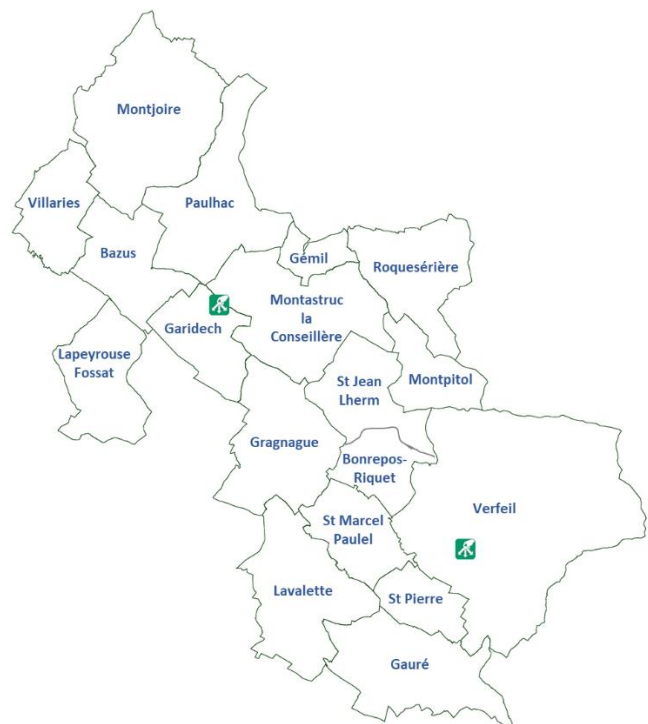 Montjoire
Villaries
Paulhac
Bazus
Gémil
Roquesérière
Montastruc
la
Conseillère
Garidech
Lapeyrouse
Fossat
St Jean
Lherm
Montpitol
Gragnague
Bonrepos-
Riquet
Verfeil
St Marcel
Paulel
Lavalette
St Pierre
Gauré